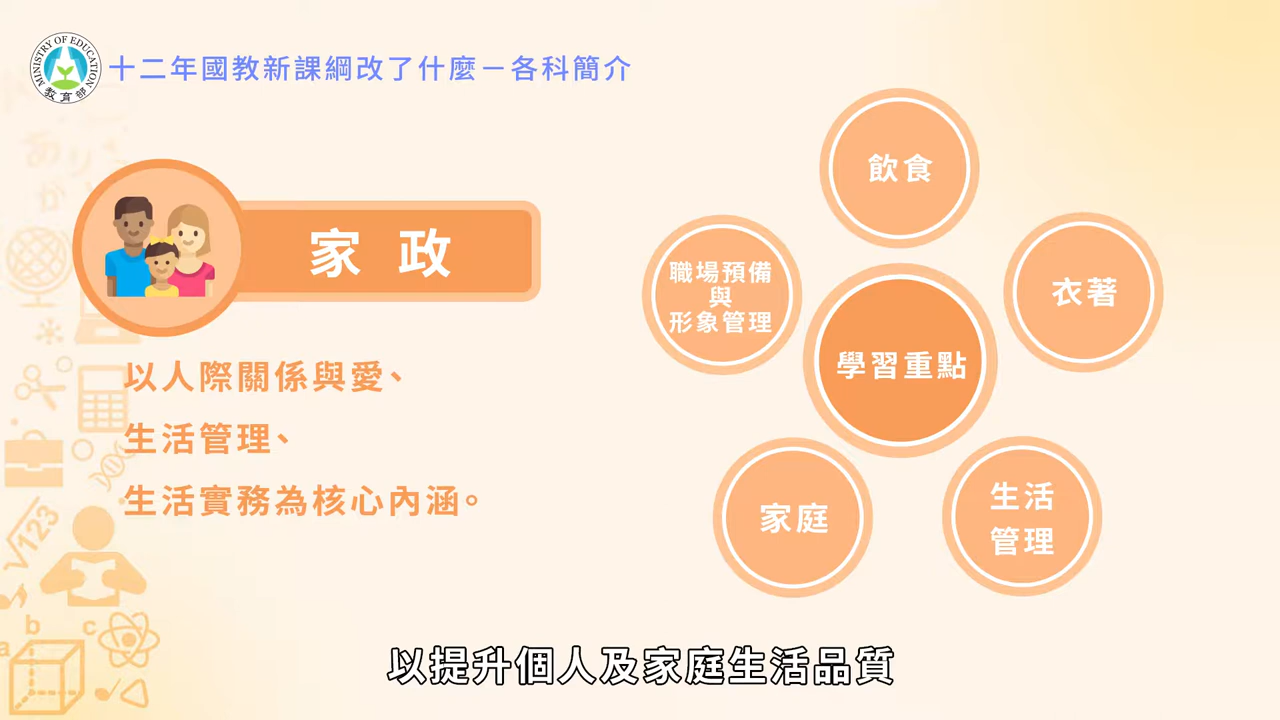 MINISTRY OF EDUCATION
教育部
十二年國教新課綱改了什麼－各科簡介
家政
以人際關係與愛、
生活管理、
生活實務為核心內涵。
飲食
職場預備
與
形象管理
衣著
學習重點
家庭
生活
管理
√123
a
b
c
以提升個人及家庭生活品質